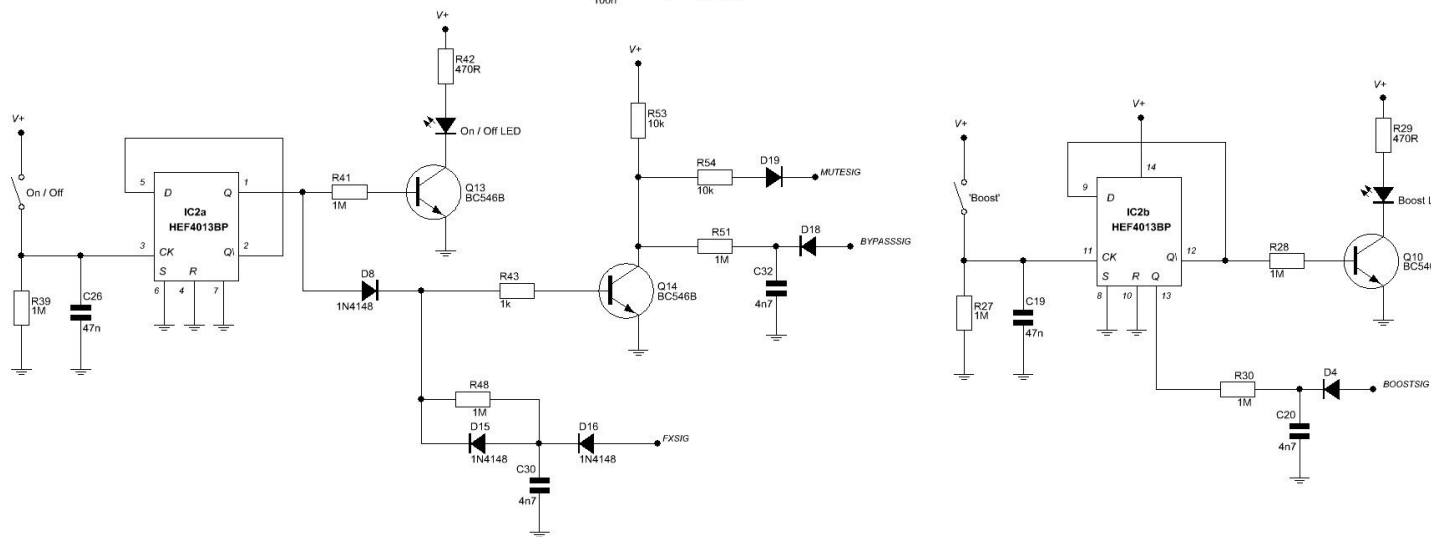 100n
V+
R42
470R
On / Off LED
V+
On / Off
R39
1M
C26
47n
5
D
Q
1
IC2a
HEF4013BP
3
CK
Q\
2
S
R
6
4
7
R41
1M
Q13
BC546B
D8
1N4148
R43
1k
Q14
BC546B
V+
R53
10k
R54
10k
D19
MUTESIG
R51
1M
D18
BYPASSSIG
C32
4n7
R48
1M
D15
1N4148
D16
1N4148
FXSIG
C30
4n7
V+
'Boost'
R27
1M
C19
47n
V+
14
9
D
IC2b
HEF4013BP
11
CK
Q\
12
S
R
Q
8
10
13
R28
1M
V+
R29
470R
Boost L
Q10
BC54
R30
1M
D4
BOOSTSIG
C20
4n7